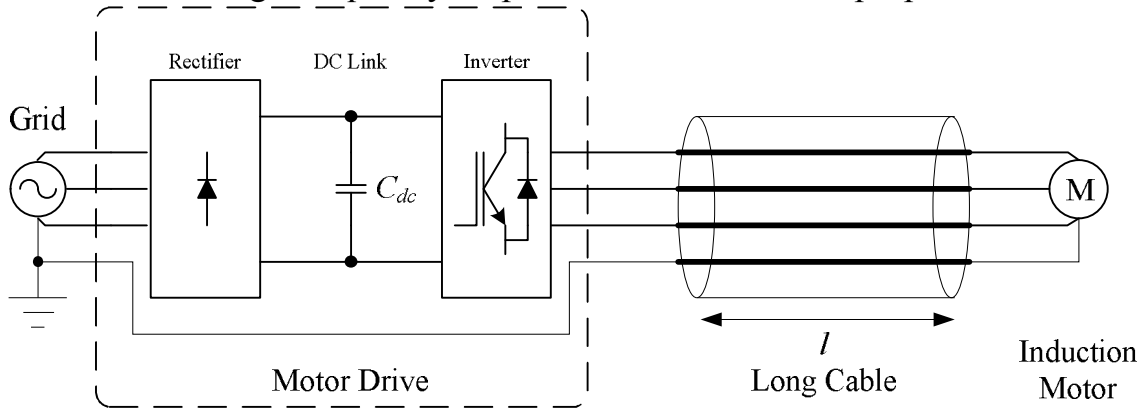 Rectifier
DC Link
Inverter
Grid
C_dc
M
l
Motor Drive
Long Cable
Induction
Motor